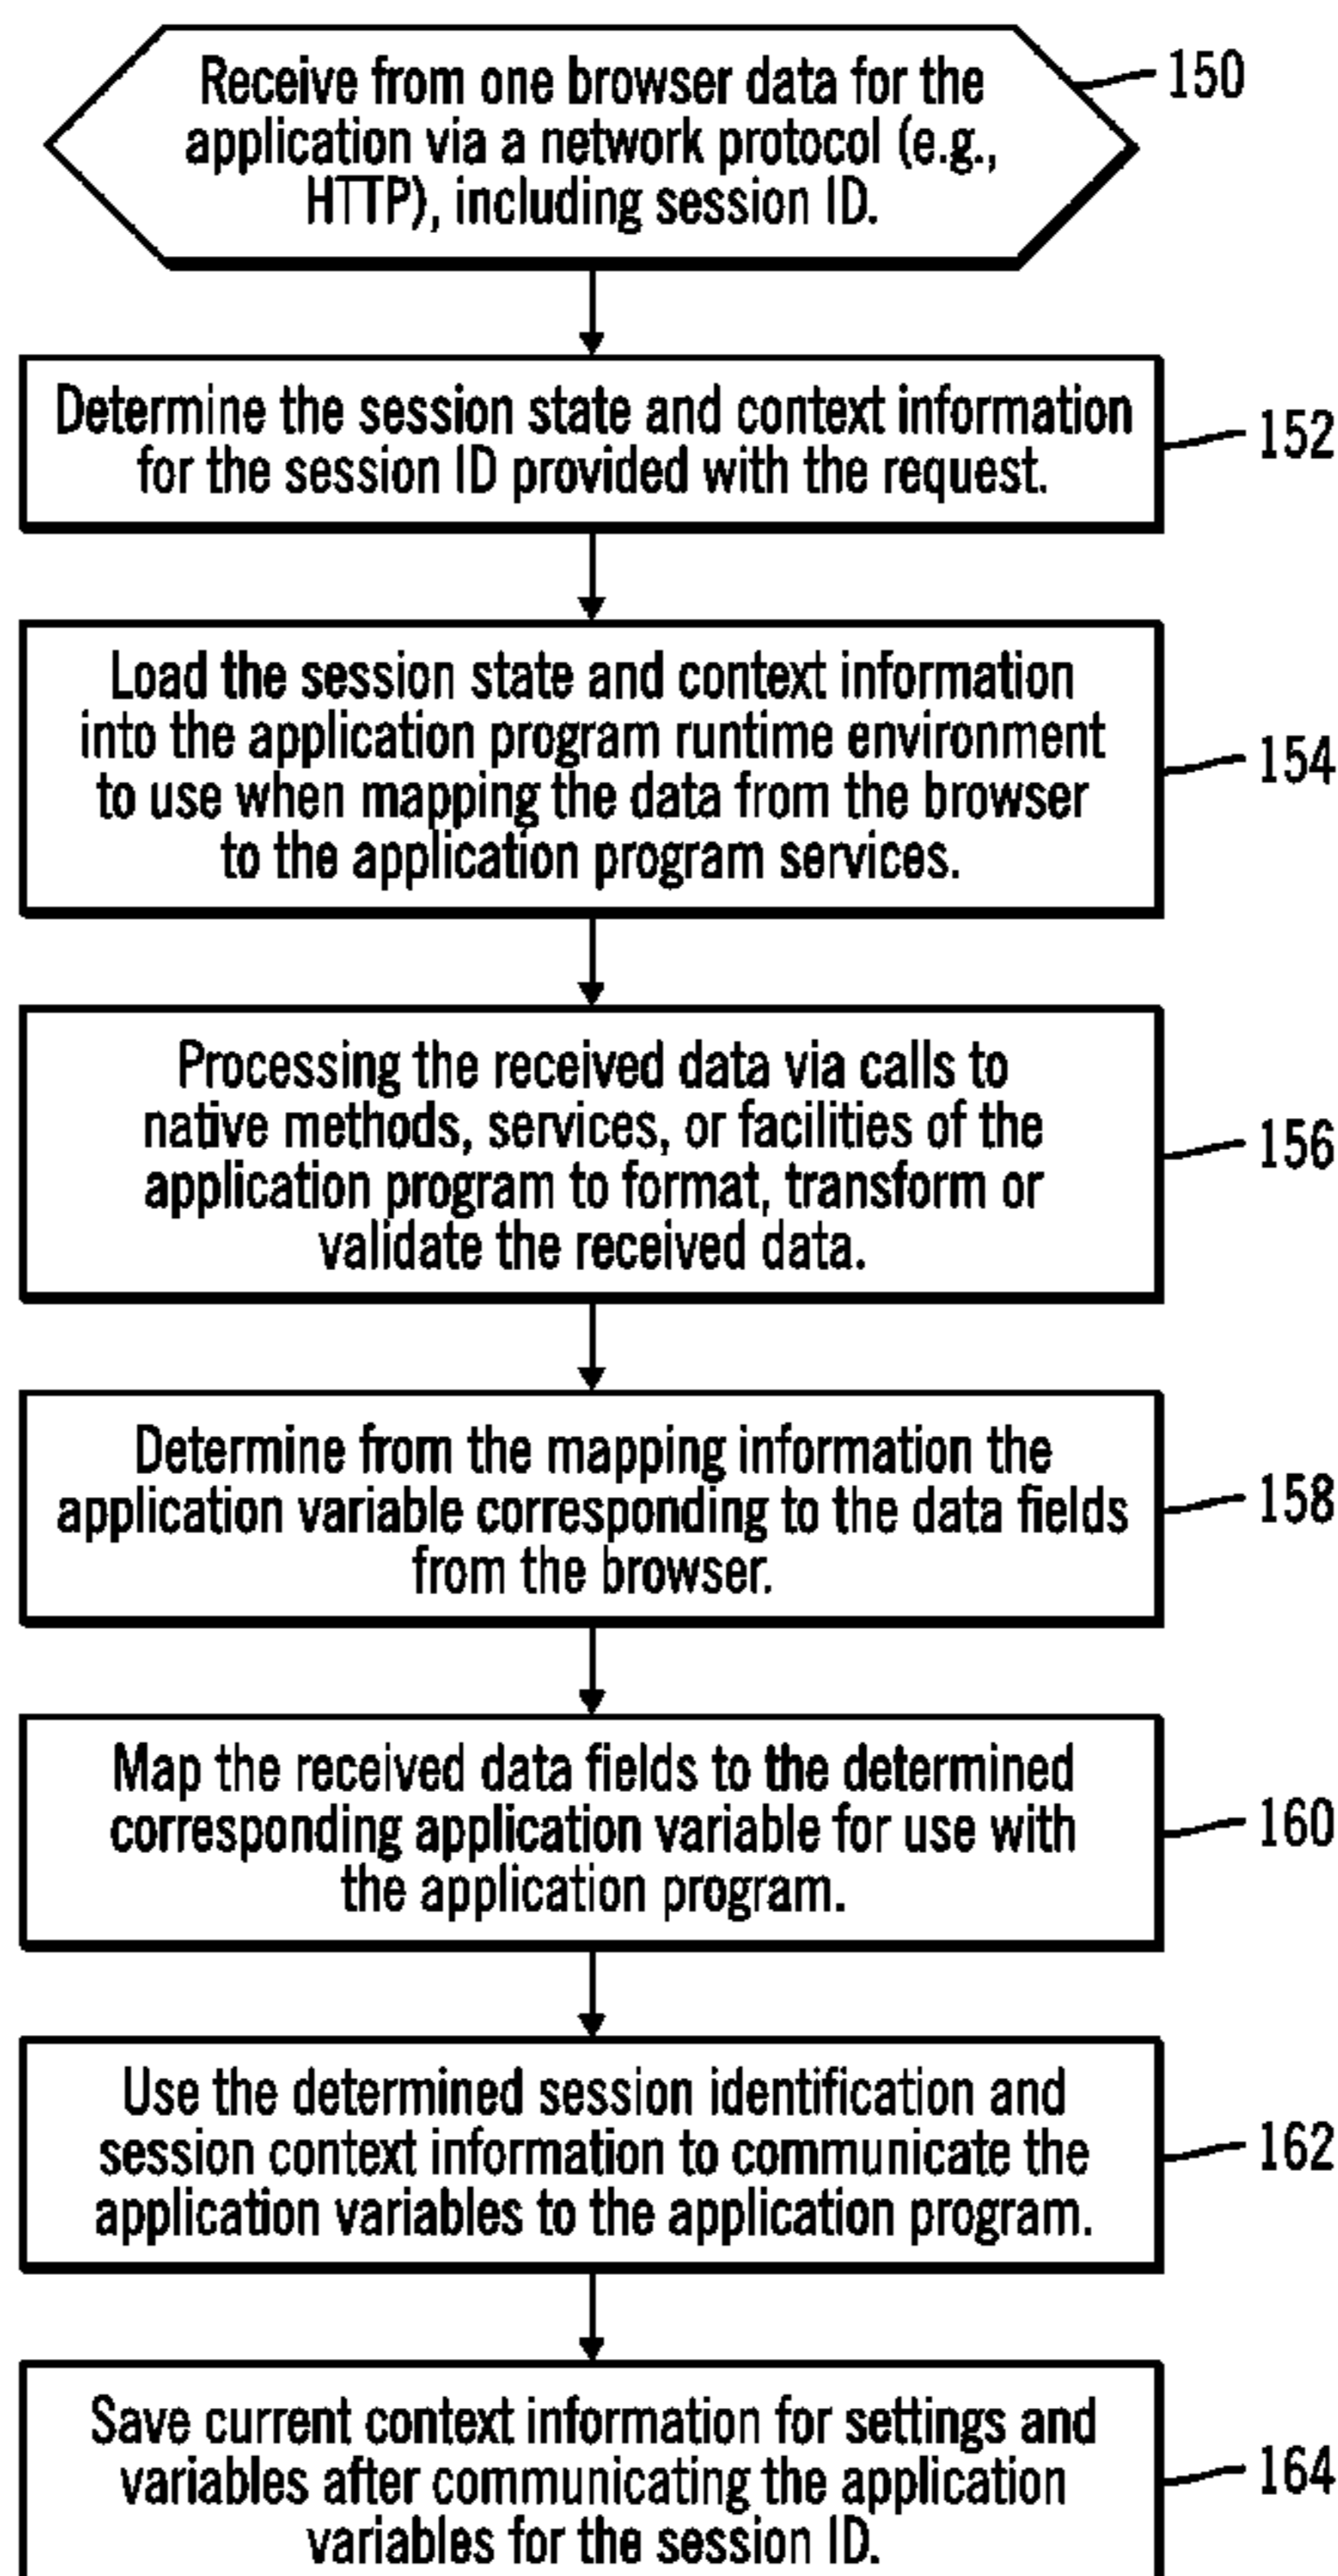 Receive from one browser data for the
application via a network protocol (e.g.,
HTTP), including session ID.
150
Determine the session state and context information
for the session ID provided with the request.
152
Load the session state and context information
into the application program runtime environment
to use when mapping the data from the browser
to the application program services.
154
Processing the received data via calls to
native methods, services, or facilities of the
application program to format, transform or
validate the received data.
156
Determine from the mapping information the
application variable corresponding to the data fields
from the browser.
158
Map the received data fields to the determined
corresponding application variable for use with
the application program.
160
Use the determined session identification and
session context information to communicate the
application variables to the application program.
162
Save current context information for settings and
variables after communicating the application
variables for the session ID.
164